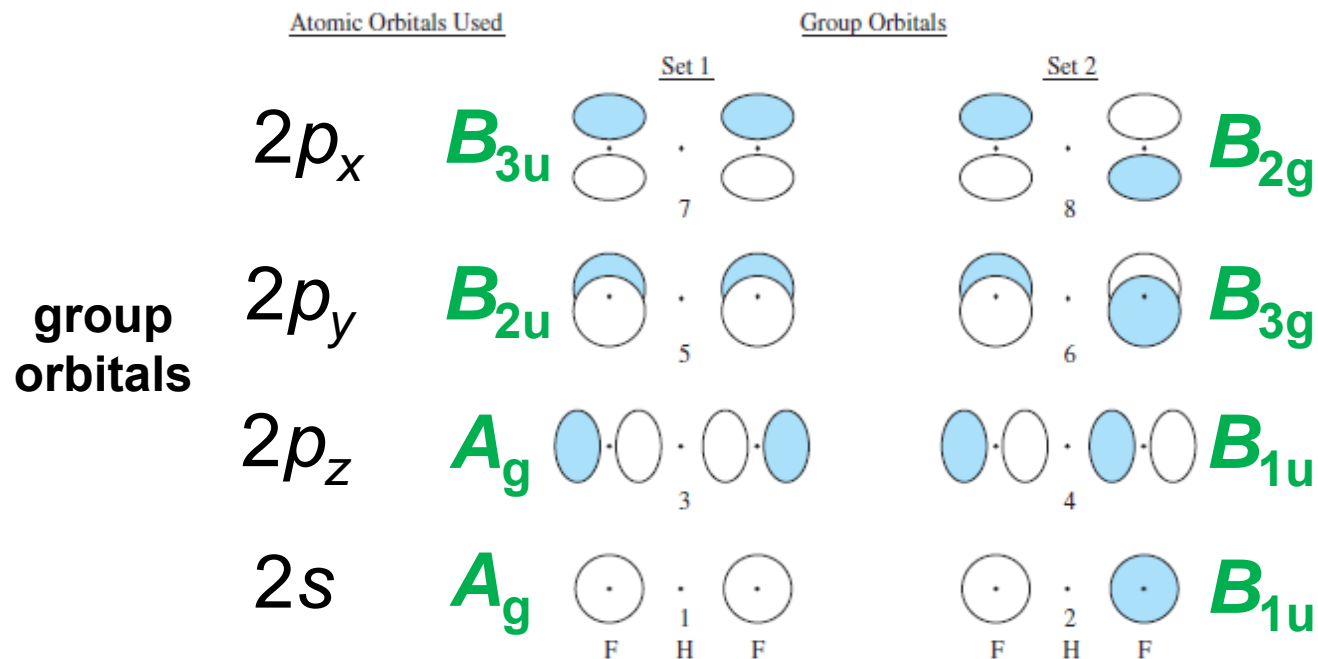 Atomic Orbitals Used Group Orbitals
Set 1 Set 2
2px B3u B2g
7 8
2py B2u B3g
group
orbitals
5 6
2pz Ag B1u
3 4
2s Ag B1u
1 2
F H F F H F